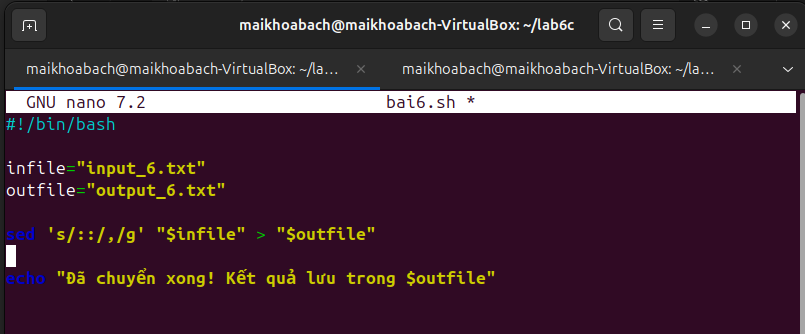 maikhoabach@maikhoabach-VirtualBox: ~/lab6c
maikhoabach@maikhoabach-VirtualBox: ~/la...
maikhoabach@maikhoabach-VirtualBox: ~/la...
GNU nano 7.2 bai6.sh *
#!/bin/bash
infile="input_6.txt"
outfile="output_6.txt"
sed 's/::/,/g' "$infile" > "$outfile"
echo "Đã chuyển xong! Kết quả lưu trong $outfile"